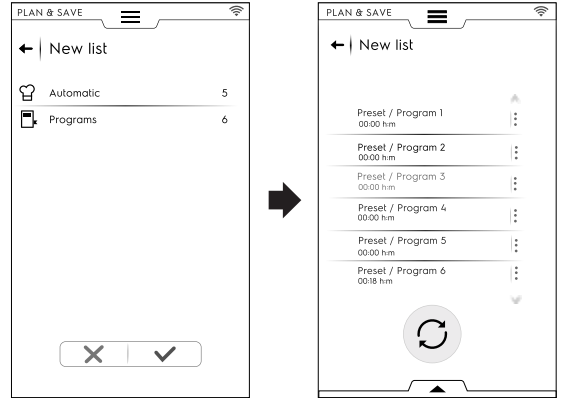 PLAN & SAVE
New list
Automatic 5
Programs 6
PLAN & SAVE
New list
Preset / Program 1
00:00 h:m
Preset / Program 2
00:00 h:m
Preset / Program 3
00:00 h:m
Preset / Program 4
00:00 h:m
Preset / Program 5
00:00 h:m
Preset / Program 6
00:18 h:m